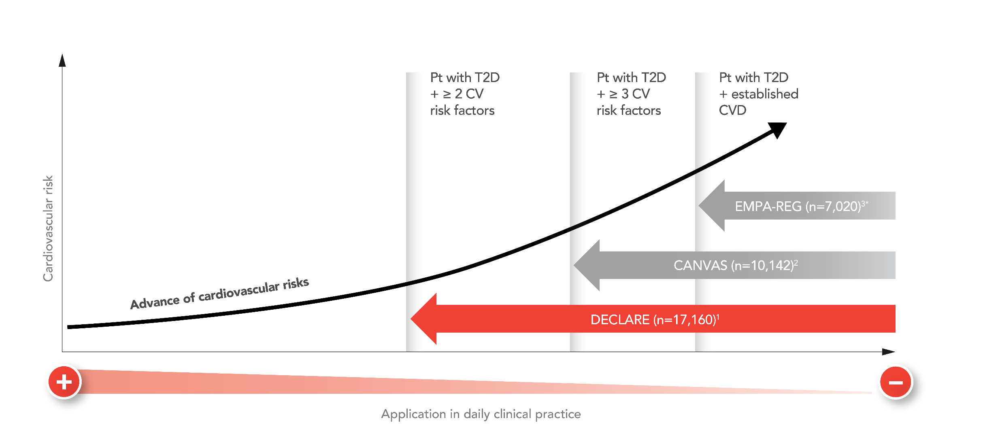 Pt with T2D
+ ≥ 2 CV
risk factors
Pt with T2D
+ ≥ 3 CV
risk factors
Pt with T2D
+ established
CVD
Cardiovascular risk
Advance of cardiovascular risks
EMPA-REG (n=7,020)³*
CANVAS (n=10,142)²
DECLARE (n=17,160)¹
+
−
Application in daily clinical practice